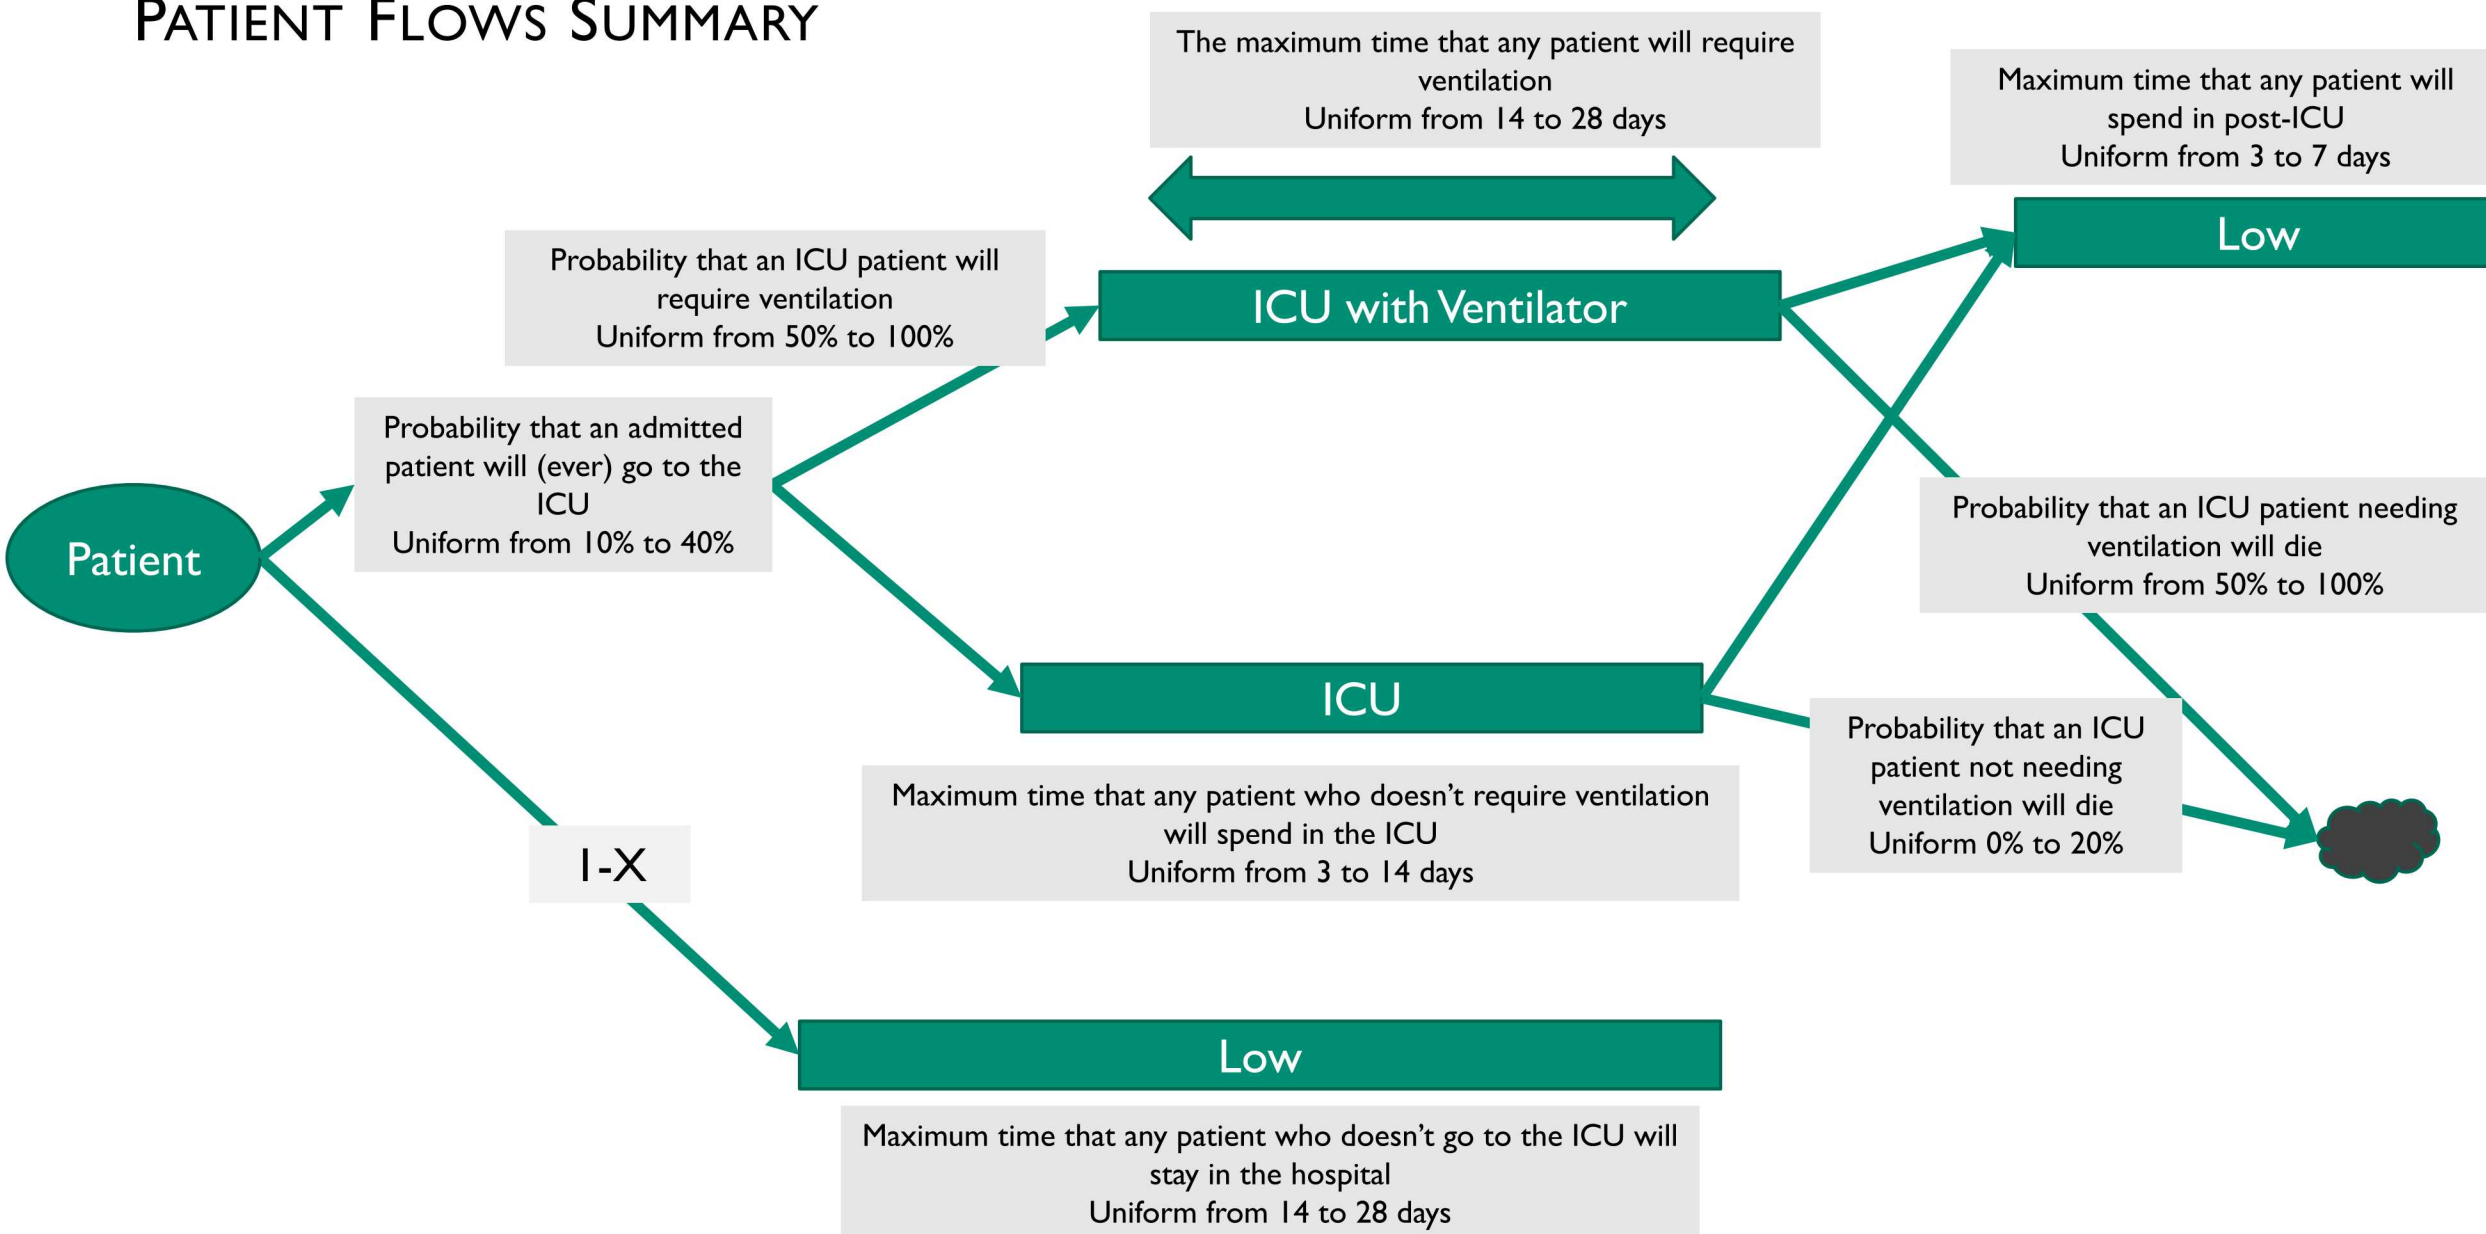 PATIENT FLOWS SUMMARY
The maximum time that any patient will require
ventilation
Uniform from 14 to 28 days
Maximum time that any patient will
spend in post-ICU
Uniform from 3 to 7 days
Low
Probability that an ICU patient will
require ventilation
Uniform from 50% to 100%
ICU with Ventilator
Probability that an admitted
patient will (ever) go to the
ICU
Uniform from 10% to 40%
Patient
Probability that an ICU patient needing
ventilation will die
Uniform from 50% to 100%
ICU
Probability that an ICU
patient not needing
ventilation will die
Uniform 0% to 20%
Maximum time that any patient who doesn't require ventilation
will spend in the ICU
Uniform from 3 to 14 days
1-X
Low
Maximum time that any patient who doesn't go to the ICU will
stay in the hospital
Uniform from 14 to 28 days